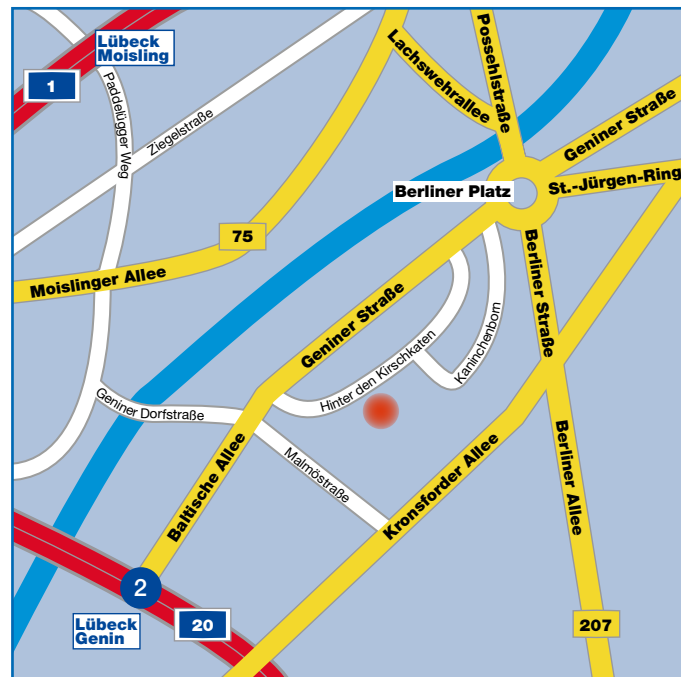 Lübeck
Moisling
1
Paddelügger Weg
Ziegelstraße
Lachswehrallee
Possehlstraße
Geniner Straße
St.-Jürgen-Ring
Berliner Platz
75
Moislinger Allee
Geniner Straße
Berliner Straße
Hinter den Kirschkaten
Kaninchenborn
Geniner Dorfstraße
Baltische Allee
Malmöstraße
Kronsforder Allee
Berliner Allee
2
Lübeck
Genin
20
207